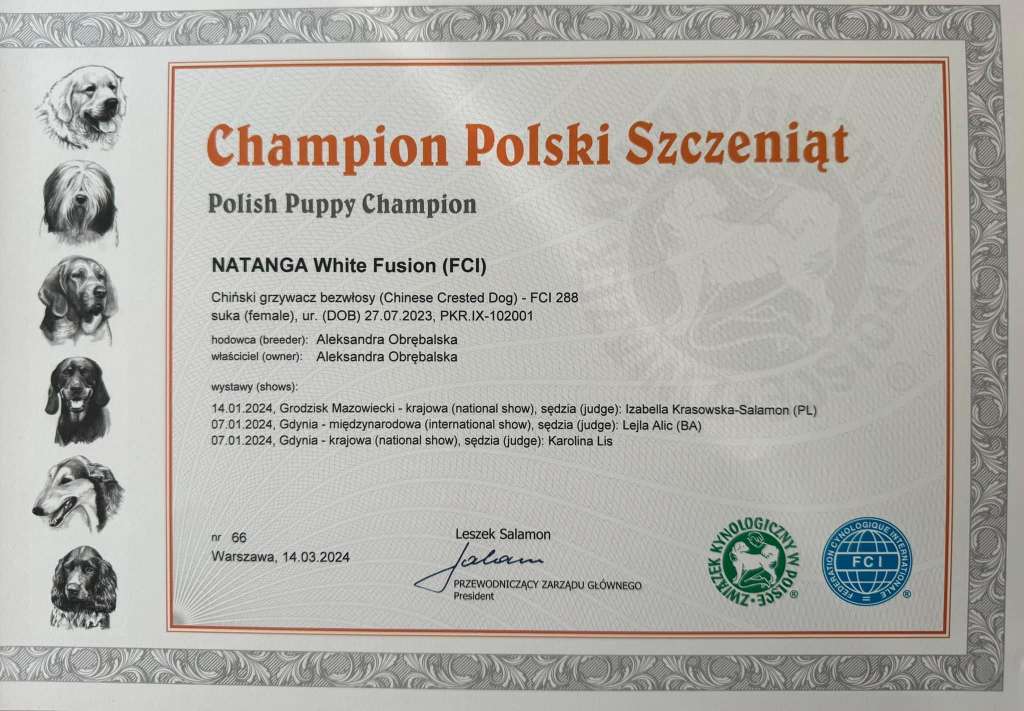 Champion Polski Szczeniąt
Polish Puppy Champion
NATANGA White Fusion (FCI)
Chiński grzywacz bezwłosy (Chinese Crested Dog) - FCI 288
suka (female), ur. (DOB) 27.07.2023, PKR.IX-102001
hodowca (breeder): Aleksandra Obrębalska
właściciel (owner): Aleksandra Obrębalska
wystawy (shows):
14.01.2024, Grodzisk Mazowiecki - krajowa (national show), sędzia (judge): Izabella Krasowska-Salamon (PL)
07.01.2024, Gdynia - międzynarodowa (international show), sędzia (judge): Lejla Alic (BA)
07.01.2024, Gdynia - krajowa (national show), sędzia (judge): Karolina Lis
nr 66
Warszawa, 14.03.2024
Leszek Salamon
PRZEWODNICZĄCY ZARZĄDU GŁÓWNEGO
President
ZWIĄZEK KYNOLOGICZNY W POLSCE ®
FEDERATION CYNOLOGIQUE INTERNATIONALE ®
FCI